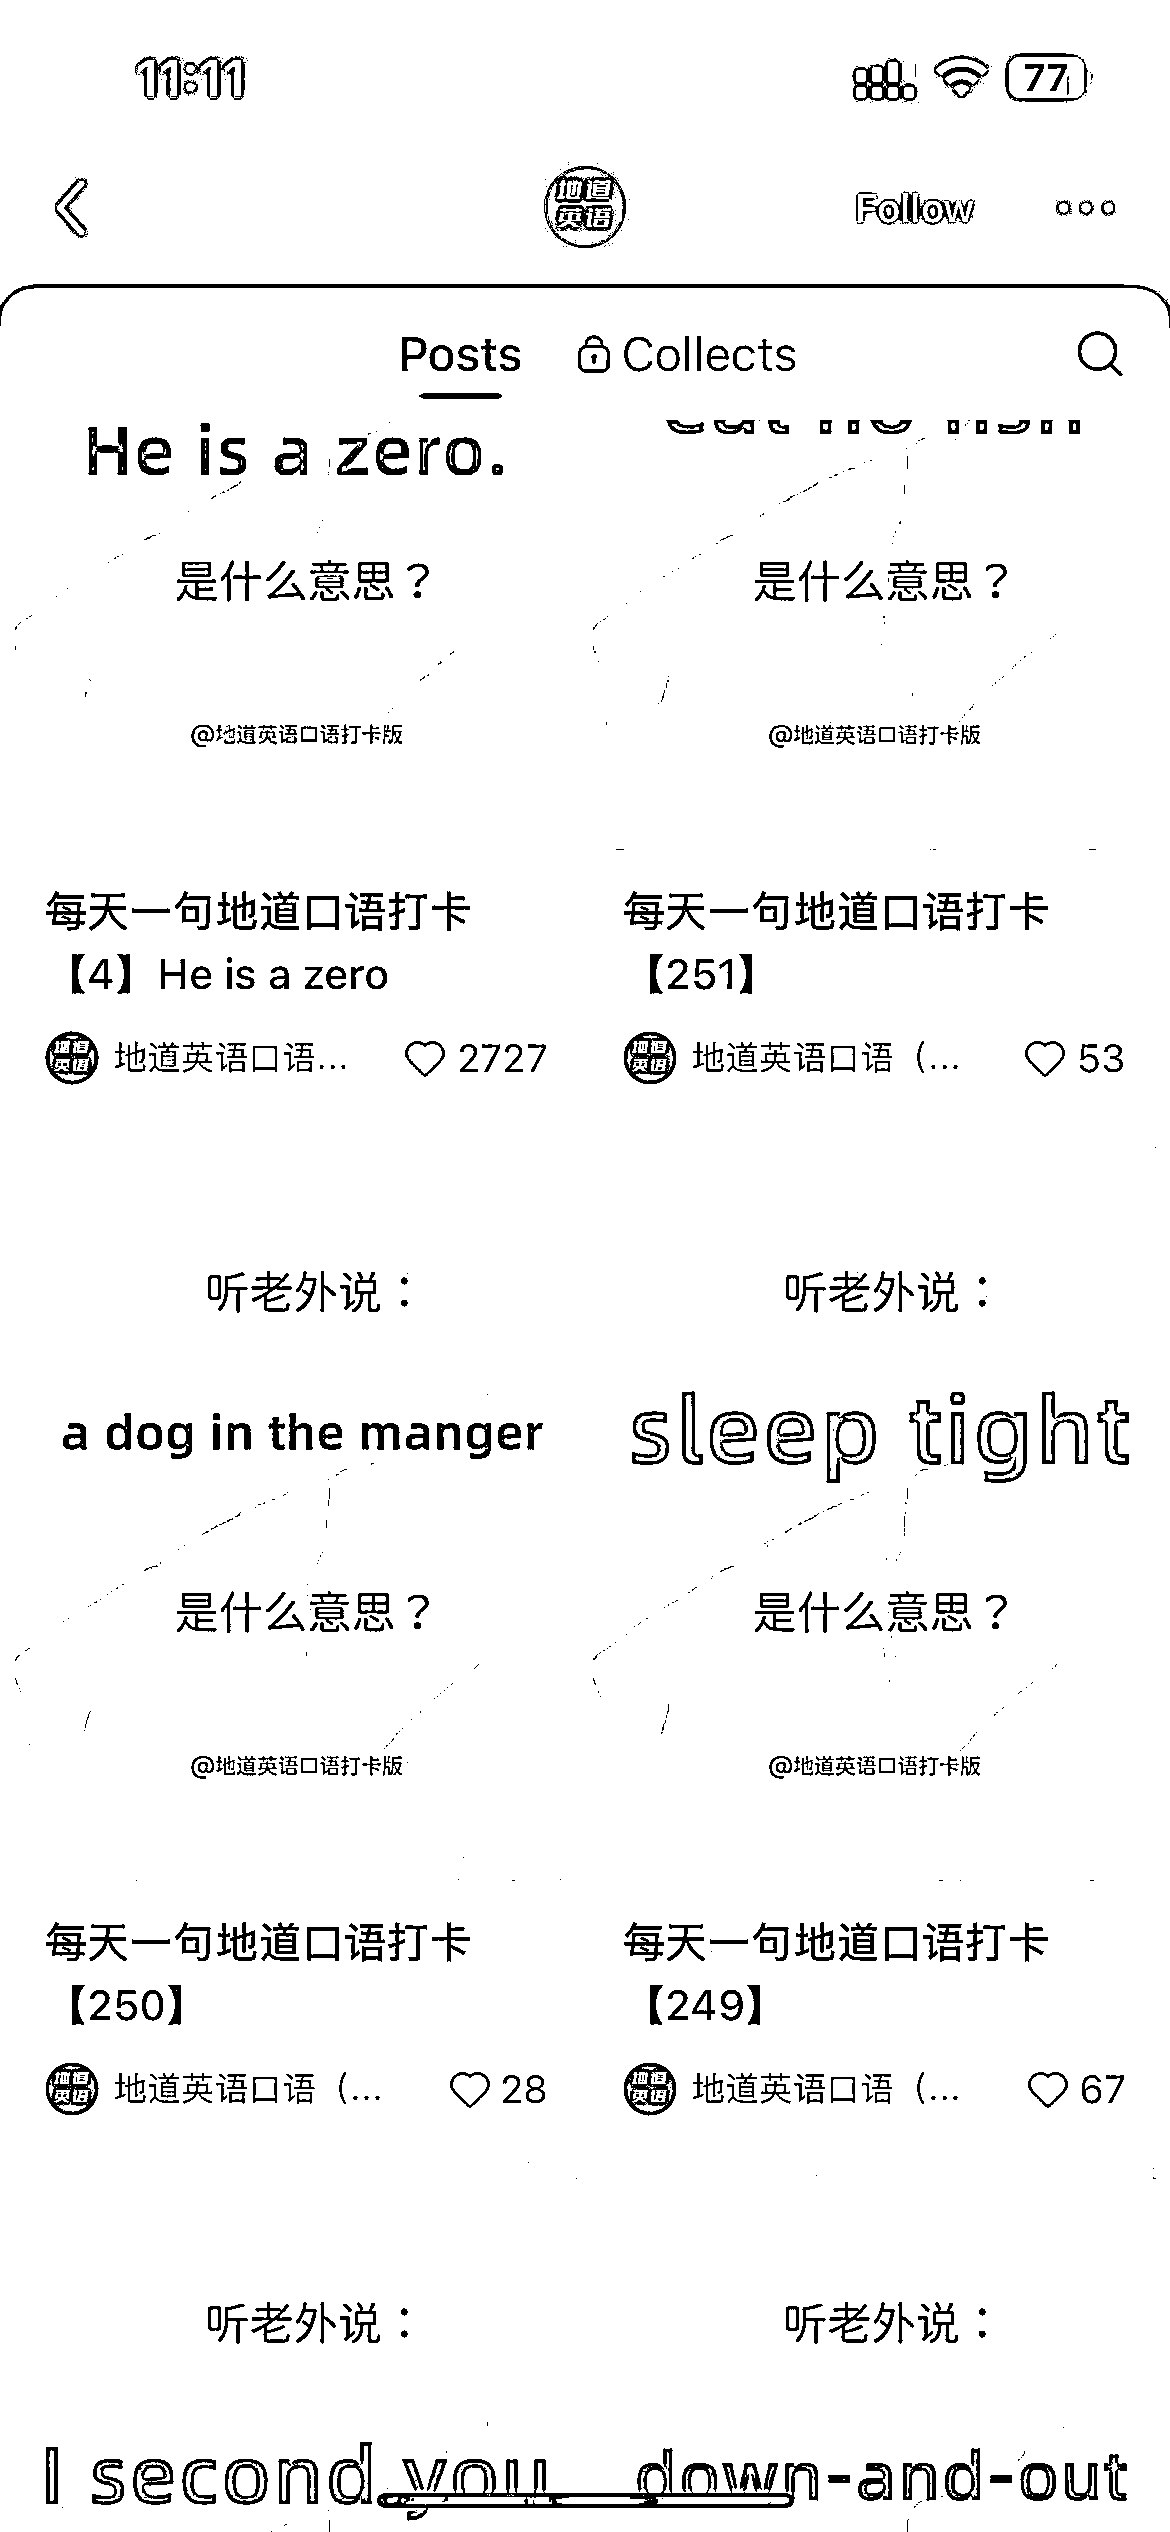 11:11
77
地道
英语
Follow
Posts
Collects
He is a zero.
是什么意思？
@地道英语口语打卡版
每天一句地道口语打卡
【4】He is a zero
地道英语口语...
2727
eat no fish
是什么意思？
@地道英语口语打卡版
每天一句地道口语打卡
【251】
地道英语口语（...
53
听老外说：
a dog in the manger
是什么意思？
@地道英语口语打卡版
每天一句地道口语打卡
【250】
地道英语口语（...
28
听老外说：
sleep tight
是什么意思？
@地道英语口语打卡版
每天一句地道口语打卡
【249】
地道英语口语（...
67
听老外说：
I second you
听老外说：
down-and-out